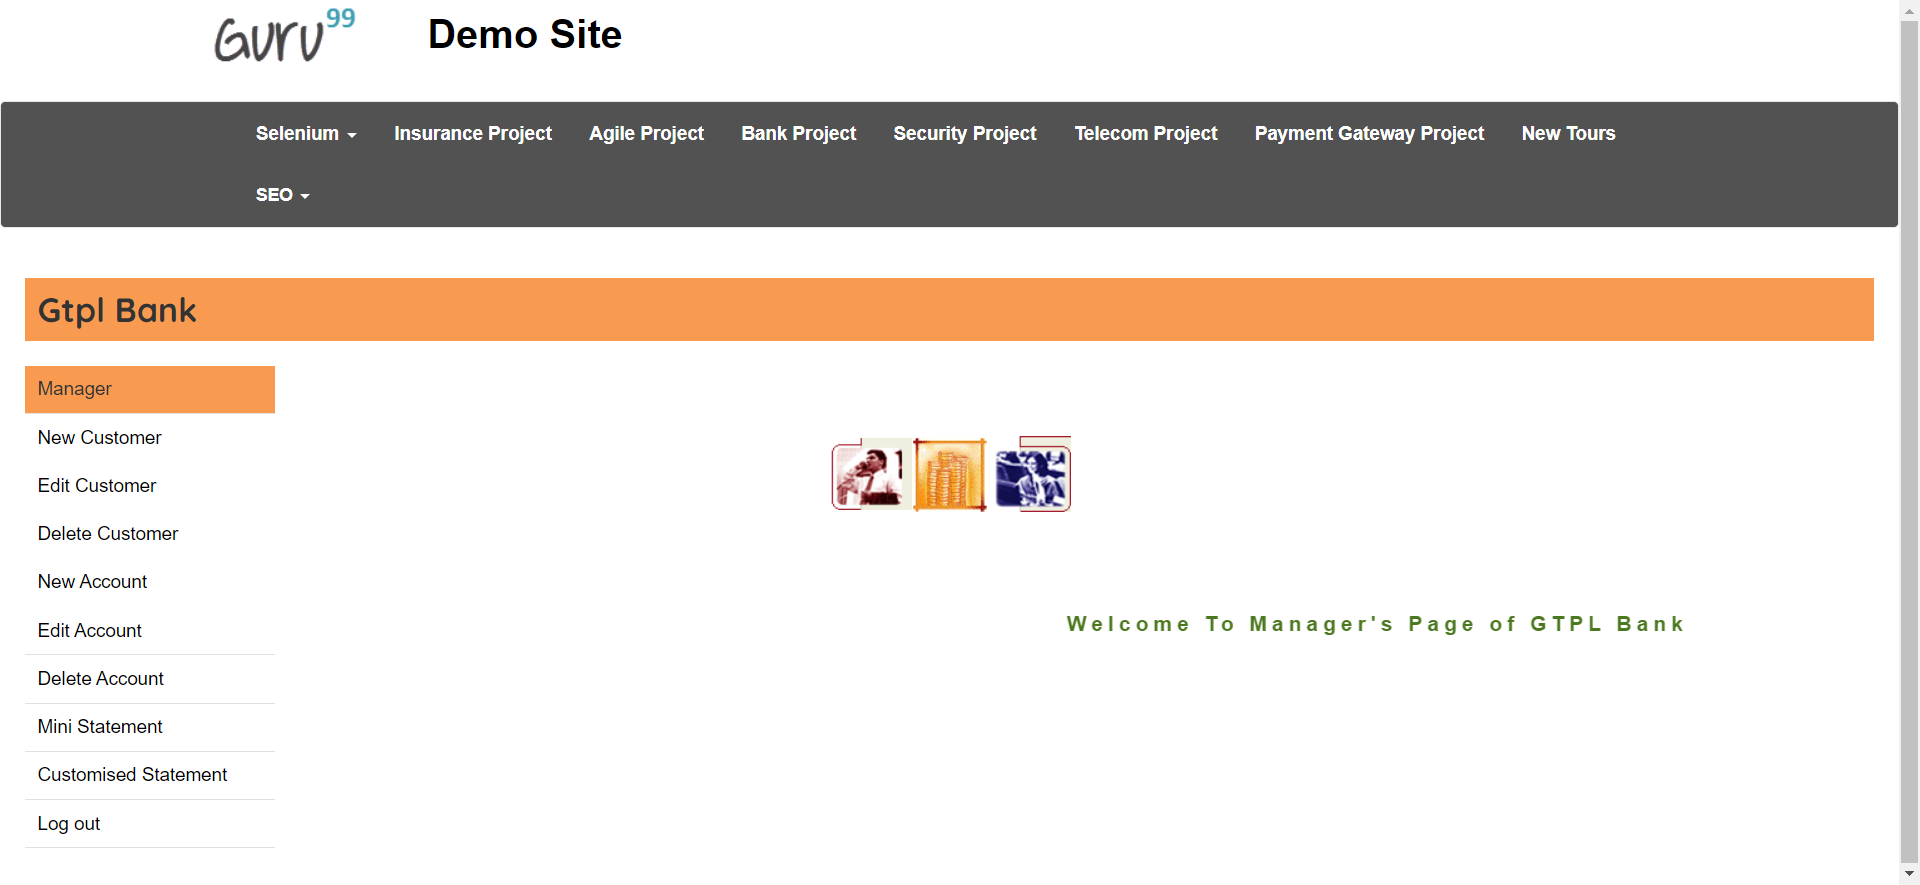 Guru99 Demo Site
Selenium Insurance Project Agile Project Bank Project Security Project Telecom Project Payment Gateway Project New Tours
SEO
Gtpl Bank
Manager
New Customer
Edit Customer
Delete Customer
New Account
Edit Account
Delete Account
Mini Statement
Customised Statement
Log out
Welcome To Manager's Page of GTPL Bank